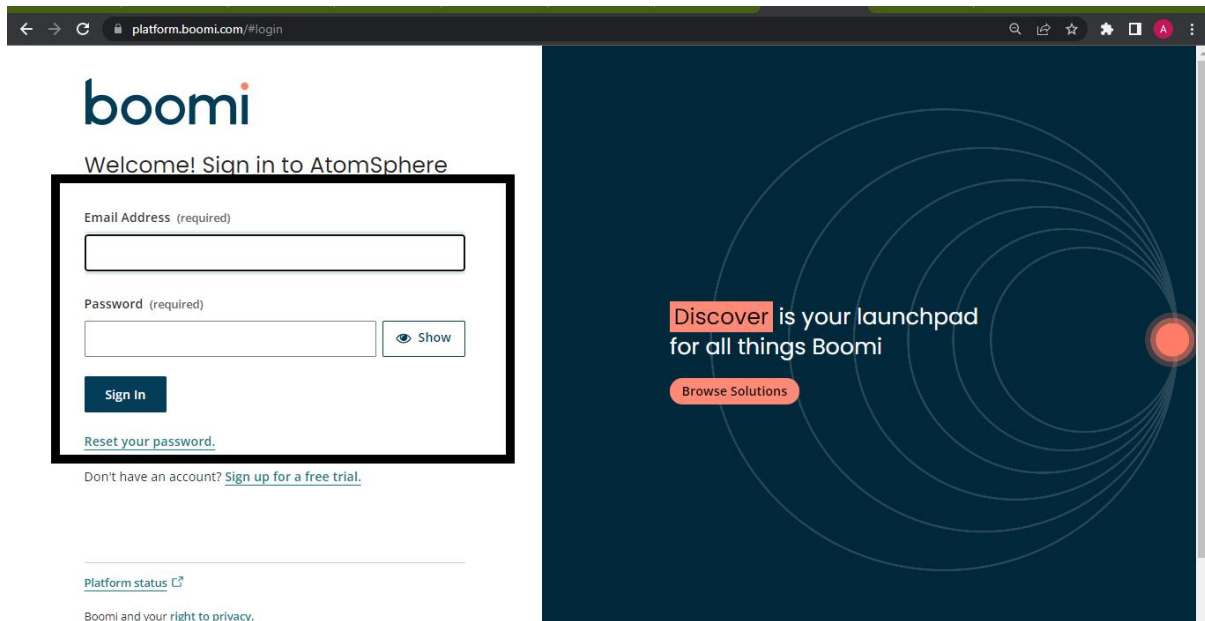 platform.boomi.com/#login
A
boomi
Welcome! Sign in to AtomSphere
Email Address (required)
Password (required)
Show
Sign In
Reset your password.
Don't have an account? Sign up for a free trial.
Platform status
Boomi and your right to privacy.
Discover is your launchpad
for all things Boomi
Browse Solutions